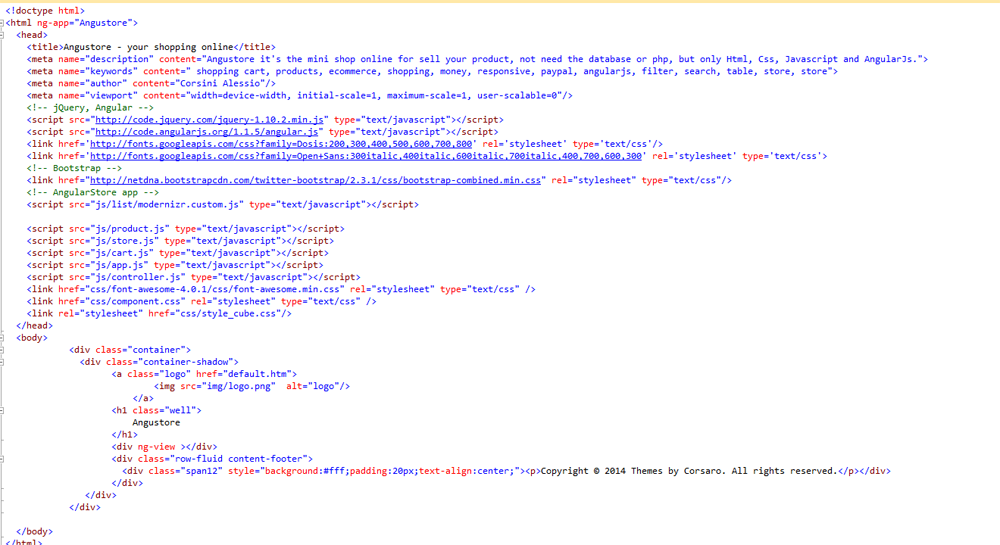 <!doctype html>
<html ng-app="Angustore">
<head>
<title>Angustore - your shopping online</title>
<meta name="description" content="Angustore it's the mini shop online for sell your product, not need the database or php, but only Html, Css, Javascript and AngularJs.">
<meta name="keywords" content=" shopping cart, products, ecommerce, shopping, money, responsive, paypal, angularjs, filter, search, table, store, store">
<meta name="author" content="Corsini Alessio"/>
<meta name="viewport" content="width=device-width, initial-scale=1, maximum-scale=1, user-scalable=0"/>
<!-- jQuery, Angular -->
<script src="http://code.jquery.com/jquery-1.10.2.min.js" type="text/javascript"></script>
<script src="http://code.angularjs.org/1.1.5/angular.js" type="text/javascript"></script>
<link href='http://fonts.googleapis.com/css?family=Dosis:200,300,400,500,600,700,800' rel='stylesheet' type='text/css'/>
<link href='http://fonts.googleapis.com/css?family=Open+Sans:300italic,400italic,600italic,700italic,400,700,600,300' rel='stylesheet' type='text/css'>
<!-- Bootstrap -->
<link href="http://netdna.bootstrapcdn.com/twitter-bootstrap/2.3.1/css/bootstrap-combined.min.css" rel="stylesheet" type="text/css"/>
<!-- AngularStore app -->
<script src="js/list/modernizr.custom.js" type="text/javascript"></script>
<script src="js/product.js" type="text/javascript"></script>
<script src="js/store.js" type="text/javascript"></script>
<script src="js/cart.js" type="text/javascript"></script>
<script src="js/app.js" type="text/javascript"></script>
<script src="js/controller.js" type="text/javascript"></script>
<link href="css/font-awesome-4.0.1/css/font-awesome.min.css" rel="stylesheet" type="text/css" />
<link href="css/component.css" rel="stylesheet" type="text/css" />
<link rel="stylesheet" href="css/style_cube.css"/>
</head>
<body>
<div class="container">
<div class="container-shadow">
<a class="logo" href="default.htm">
<img src="img/logo.png"  alt="logo"/>
</a>
<h1 class="well">
Angustore
</h1>
<div ng-view ></div>
<div class="row-fluid content-footer">
<div class="span12" style="background:#fff;padding:20px;text-align:center;"><p>Copyright © 2014 Themes by Corsaro. All rights reserved.</p></div>
</div>
</div>
</div>
</body>
</html>